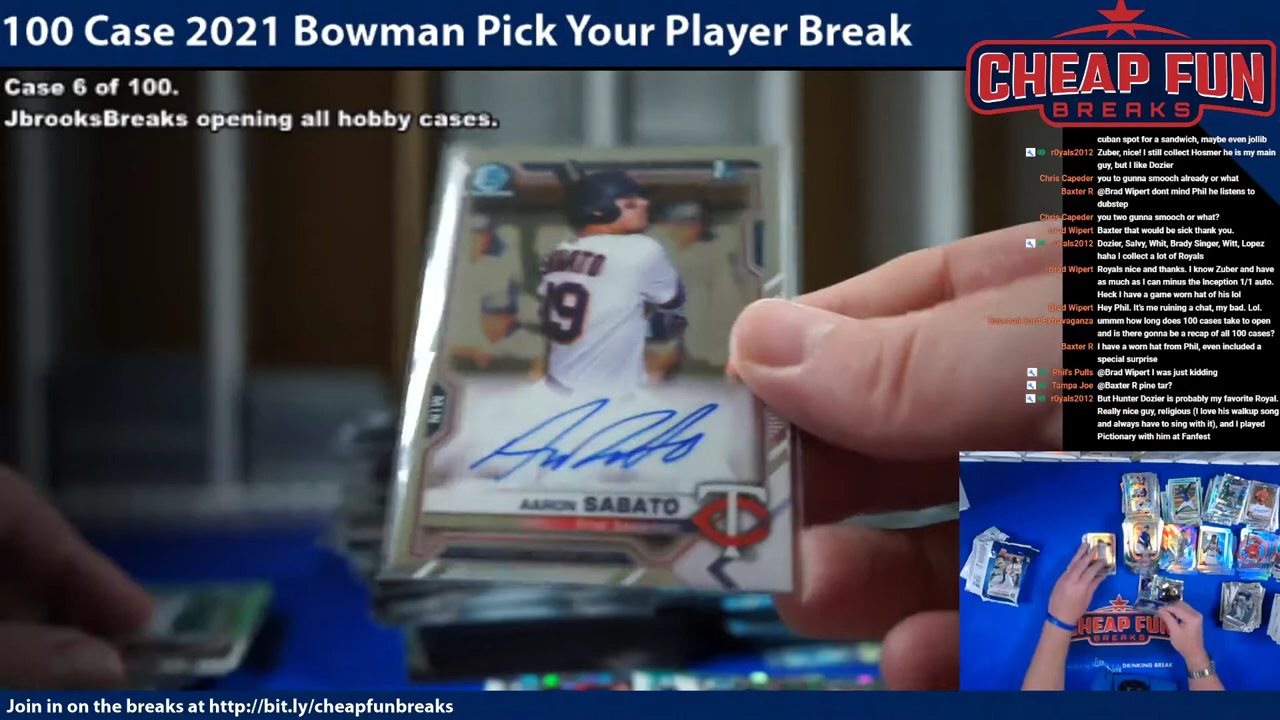 100 Case 2021 Bowman Pick Your Player Break
Case 6 of 100.
JbrooksBreaks opening all hobby cases.
CHEAP FUN
BREAKS
cuban spot for a sandwich, maybe even jollib
r0yals2012 Zuber, nice! I still collect Hosmer he is my main
guy, but I like Dozier
Chris Capeder you to gunna smooch already or what
Baxter R @Brad Wipert dont mind Phil he listens to
dubstep
Chris Capeder you two gunna smooch or what?
Brad Wipert Baxter that would be sick thank you.
r0yals2012 Dozier, Salvy, Whit, Brady Singer, Witt, Lopez
haha I collect a lot of Royals
Brad Wipert Royals nice and thanks. I know Zuber and have
as much as I can minus the Inception 1/1 auto.
Heck I have a game worn hat of his lol
Brad Wipert Hey Phil. It's me ruining a chat, my bad. Lol.
Baseball Card Extravaganza ummm how long does 100 cases take to open
and is there gonna be a recap of all 100 cases?
Baxter R I have a worn hat from Phil, even included a
special surprise
Phil's Pulls @Brad Wipert I was just kidding
Tampa Joe @Baxter R pine tar?
r0yals2012 But Hunter Dozier is probably my favorite Royal.
Really nice guy, religious (I love his walkup song
and always have to sing with it), and I played
Pictionary with him at Fanfest
SABATO
19
MIN
AARON SABATO
TC
CHEAP FUN
BREAKS
DRINKING BREAK
Join in on the breaks at http://bit.ly/cheapfunbreaks